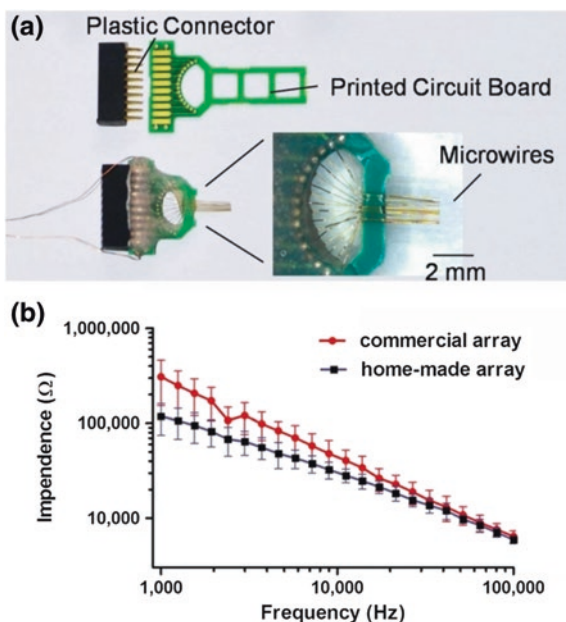 (a)
Plastic Connector
Printed Circuit Board
Microwires
2 mm
(b)
1,000,000
100,000
10,000
Impendence (Ω)
commercial array
home-made array
1,000
10,000
100,000
Frequency (Hz)